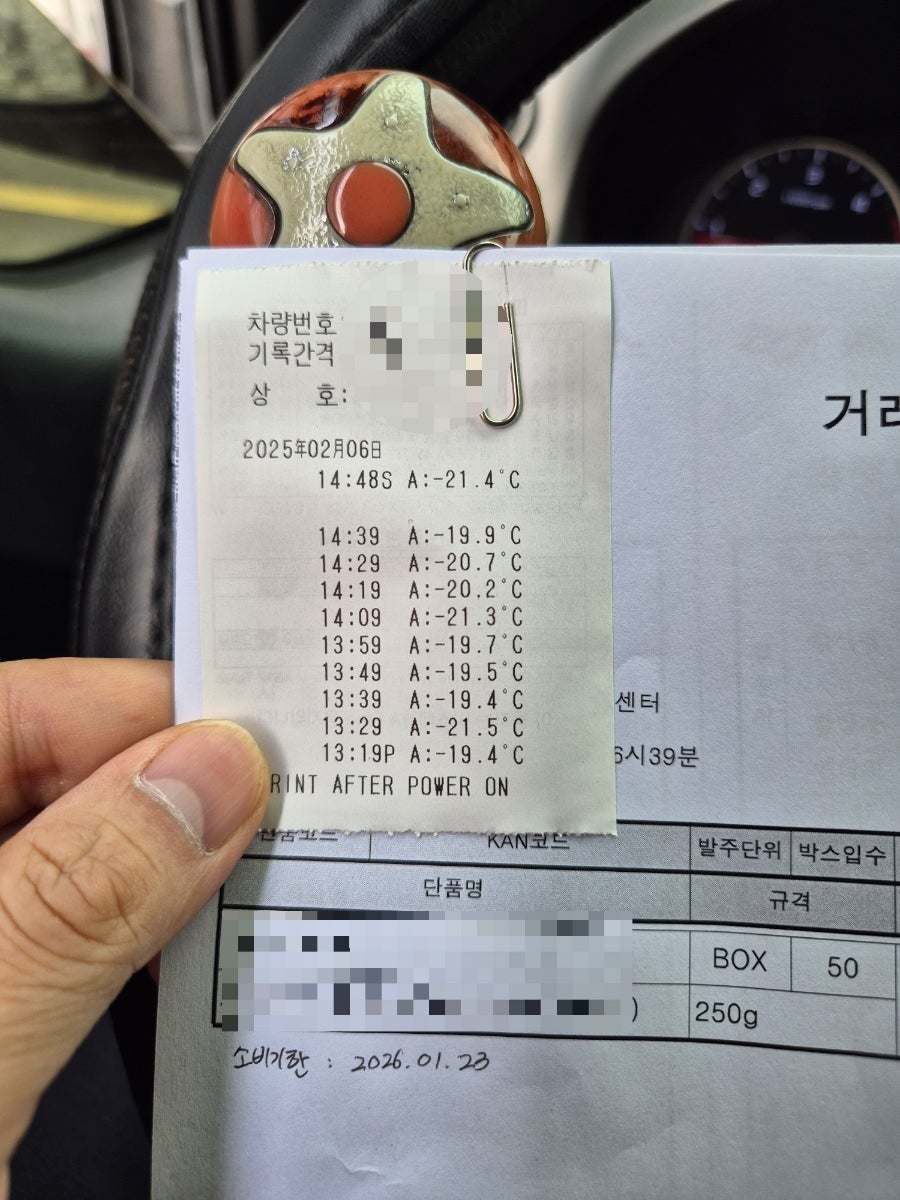 차량번호
기록간격
상 호:
2025年02月06日
14:48S A:-21.4°C
14:39 A:-19.9°C
14:29 A:-20.7°C
14:19 A:-20.2°C
14:09 A:-21.3°C
13:59 A:-19.7°C
13:49 A:-19.5°C
13:39 A:-19.4°C
13:29 A:-21.5°C
13:19P A:-19.4°C
RINT AFTER POWER ON
거래
센터
6시39분
단품코드 KAN코드 발주단위 박스입수
단품명 규격
BOX 50
) 250g
소비기한 : 2026.01.23